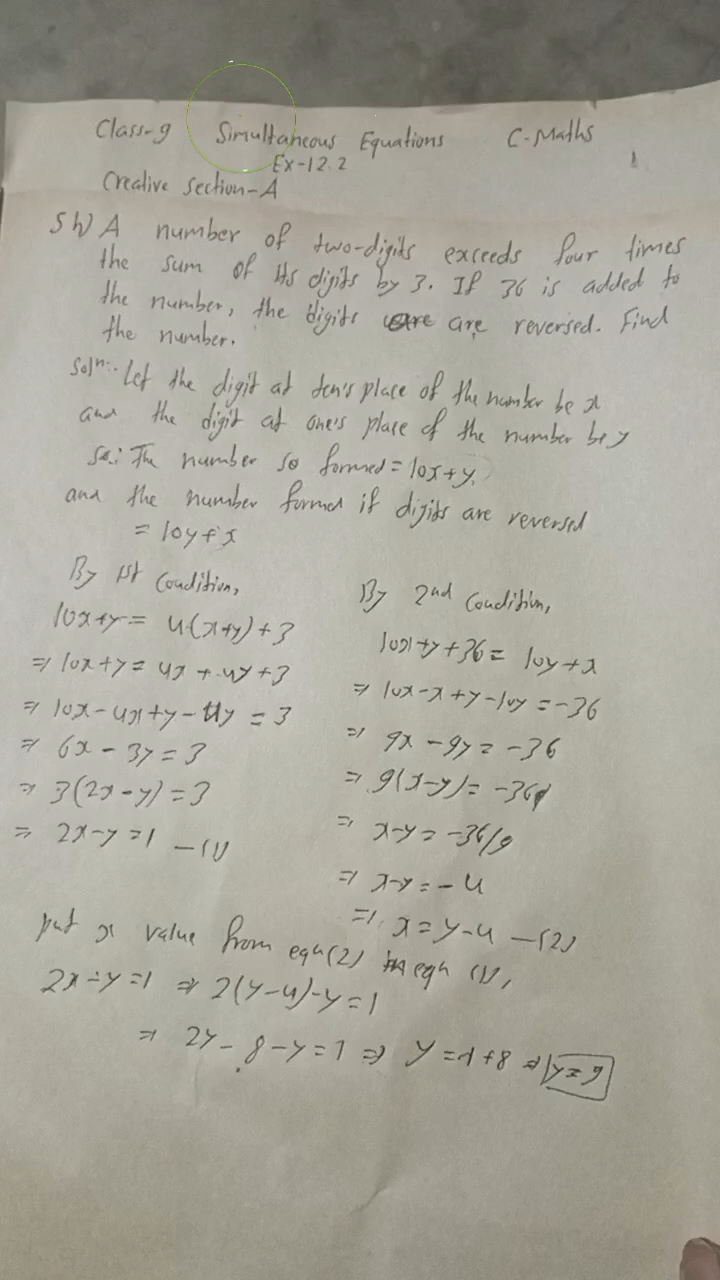 Class-9 Simultaneous Equations C-Maths
Ex-12.2
Creative Section-A
5 b) A number of two-digits exceeds four times
the sum of its digits by 3. If 36 is added to
the number, the digits are are reversed. Find
the number.
Soln:- Let the digit at ten's place of the number be x
and the digit at one's place of the number be y
So: The number so formed = 10x+y
and the number formed if digits are reversed
= 10y+x
By 1st Condition,
10x+y = 4(x+y)+3
⇒ 10x+y = 4x+4y+3
⇒ 10x-4x+y-4y = 3
⇒ 6x-3y=3
⇒ 3(2x-y)=3
⇒ 2x-y=1 -(1)
By 2nd Condition,
10x+y+36 = 10y+x
⇒ 10x-x+y-10y = -36
⇒ 9x-9y = -36
⇒ 9(x-y) = -36
⇒ x-y = -36/9
⇒ x-y = -4
⇒ x = y-4 -(2)
put x value from eqn(2) in eqn (1),
2x-y=1 ⇒ 2(y-4)-y=1
⇒ 2y-8-y=1 ⇒ y=1+8 ⇒ y=9